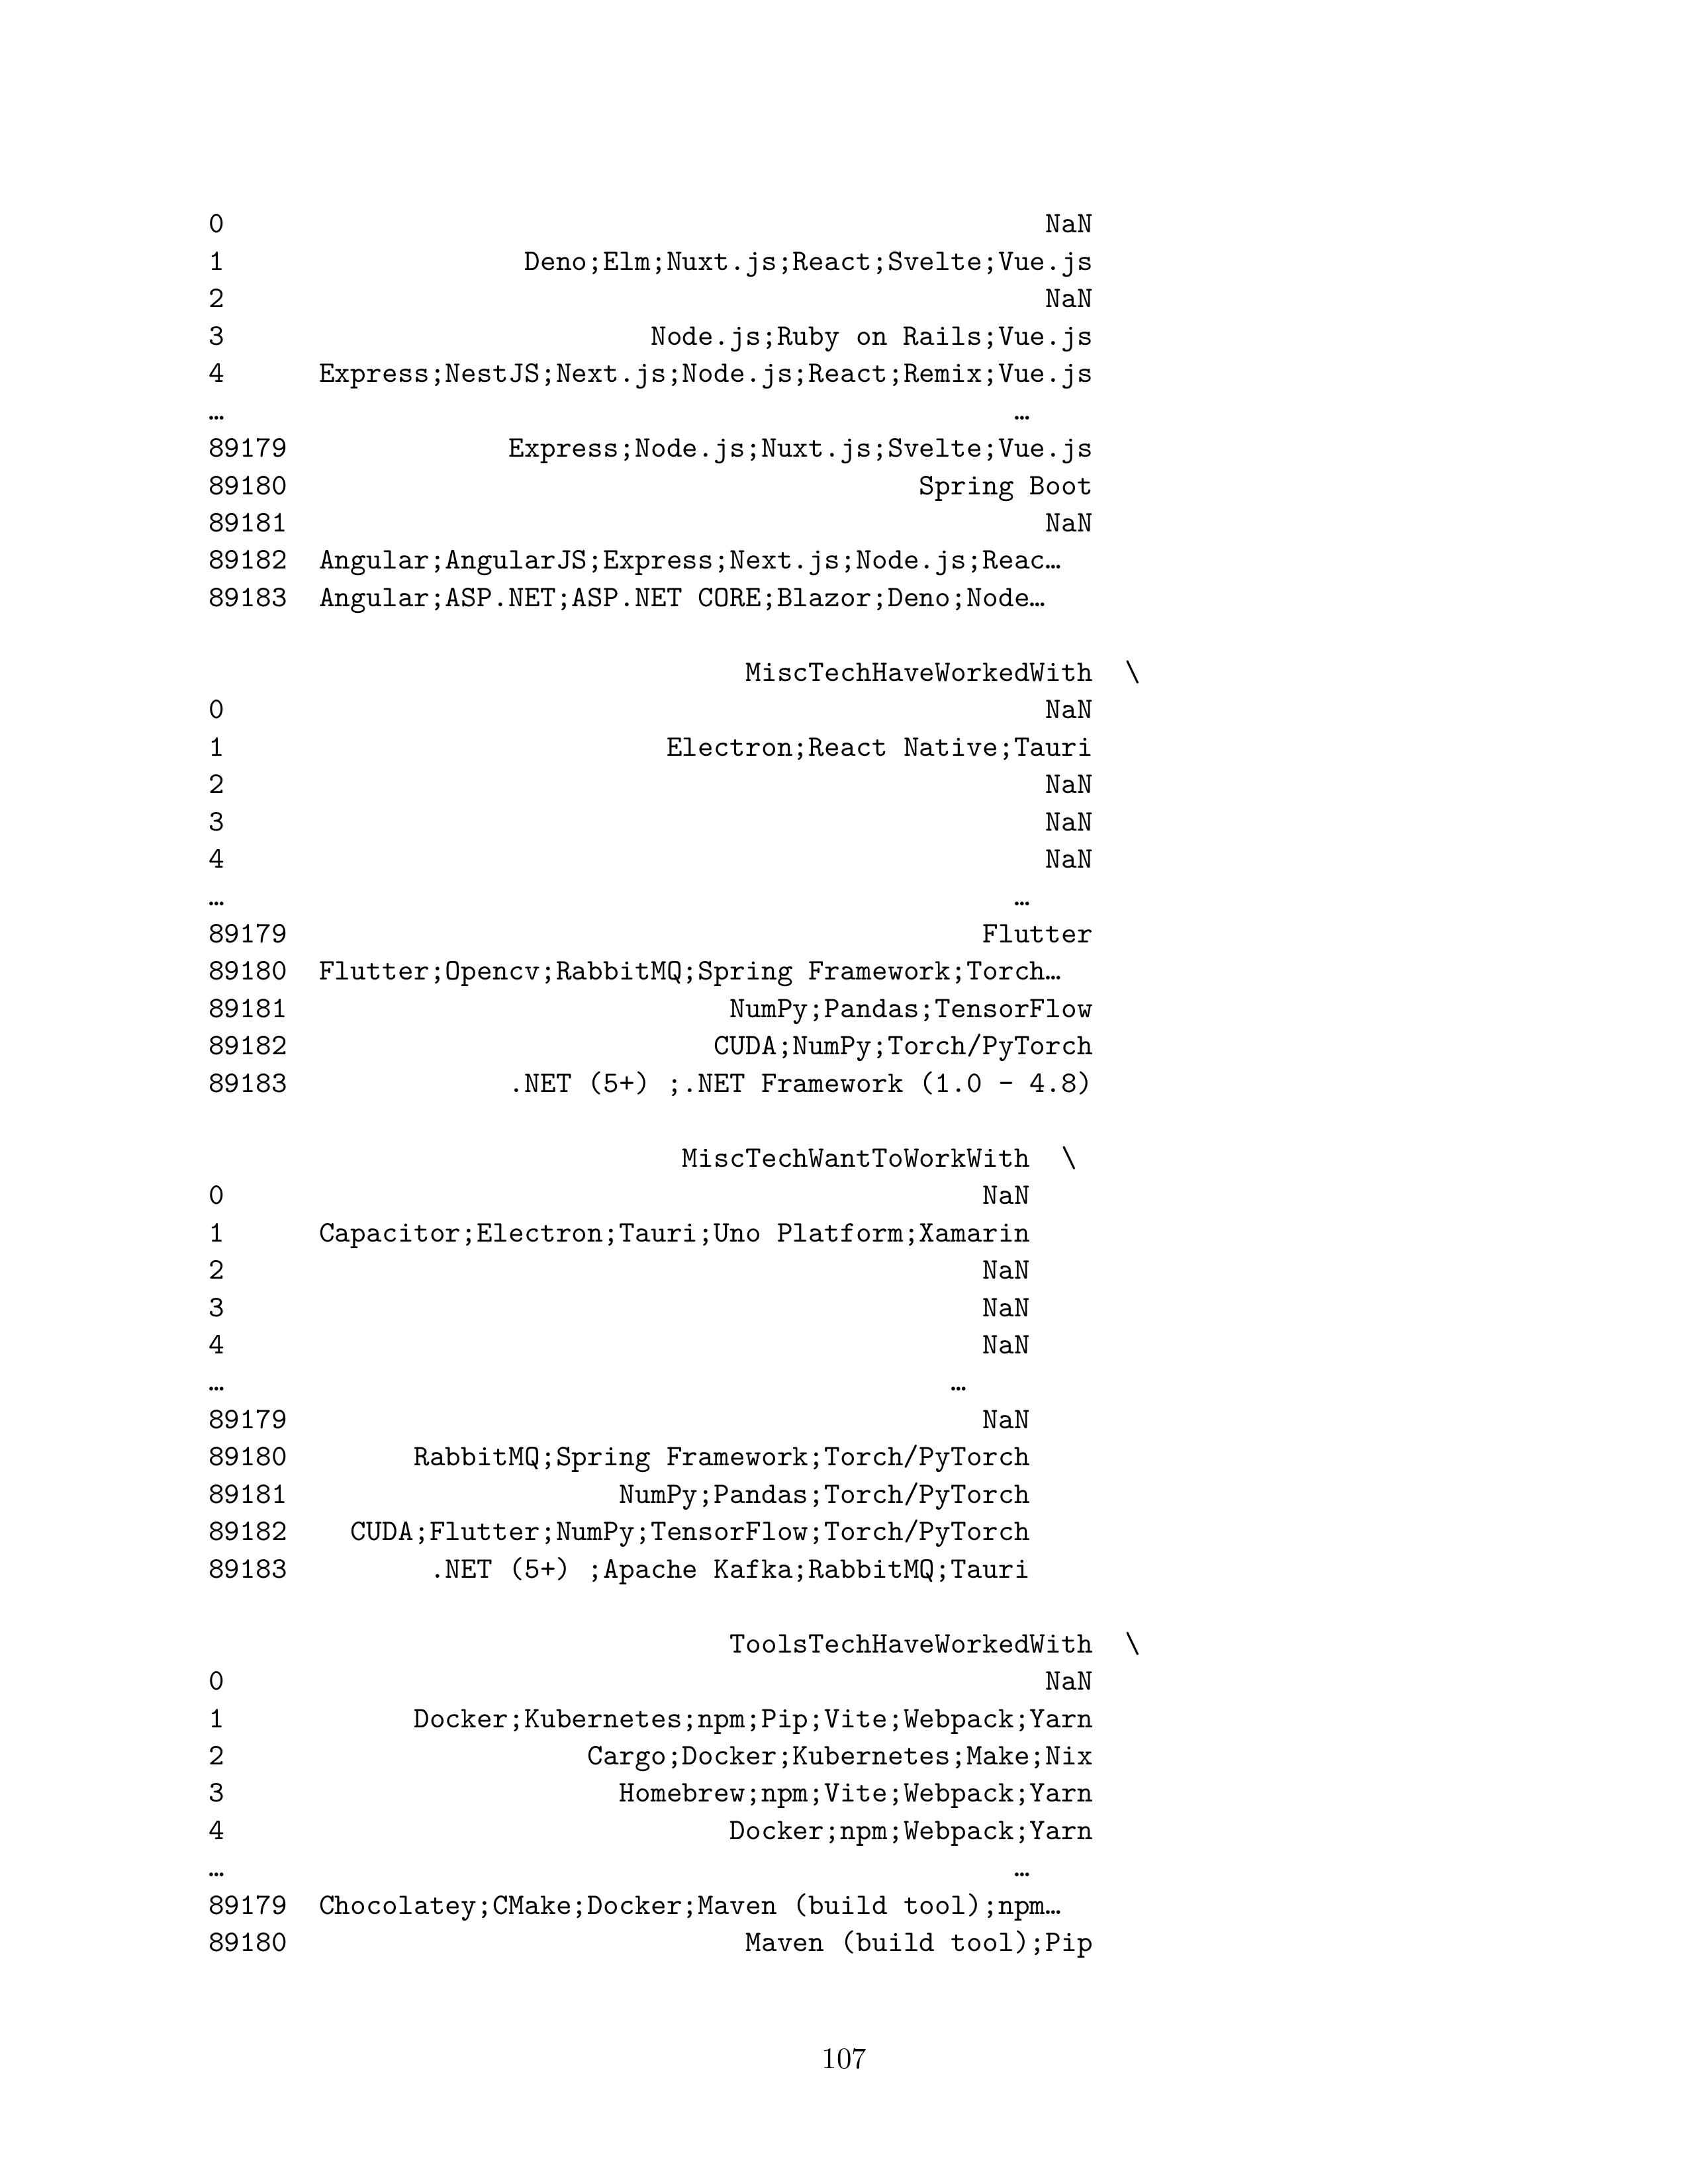 0 NaN
1 Deno;Elm;Nuxt.js;React;Svelte;Vue.js
2 NaN
3 Node.js;Ruby on Rails;Vue.js
4 Express;NestJS;Next.js;Node.js;React;Remix;Vue.js
… …
89179 Express;Node.js;Nuxt.js;Svelte;Vue.js
89180 Spring Boot
89181 NaN
89182 Angular;AngularJS;Express;Next.js;Node.js;Reac…
89183 Angular;ASP.NET;ASP.NET CORE;Blazor;Deno;Node…
MiscTechHaveWorkedWith \
0 NaN
1 Electron;React Native;Tauri
2 NaN
3 NaN
4 NaN
… …
89179 Flutter
89180 Flutter;Opencv;RabbitMQ;Spring Framework;Torch…
89181 NumPy;Pandas;TensorFlow
89182 CUDA;NumPy;Torch/PyTorch
89183 .NET (5+) ;.NET Framework (1.0 - 4.8)
MiscTechWantToWorkWith \
0 NaN
1 Capacitor;Electron;Tauri;Uno Platform;Xamarin
2 NaN
3 NaN
4 NaN
… …
89179 NaN
89180 RabbitMQ;Spring Framework;Torch/PyTorch
89181 NumPy;Pandas;Torch/PyTorch
89182 CUDA;Flutter;NumPy;TensorFlow;Torch/PyTorch
89183 .NET (5+) ;Apache Kafka;RabbitMQ;Tauri
ToolsTechHaveWorkedWith \
0 NaN
1 Docker;Kubernetes;npm;Pip;Vite;Webpack;Yarn
2 Cargo;Docker;Kubernetes;Make;Nix
3 Homebrew;npm;Vite;Webpack;Yarn
4 Docker;npm;Webpack;Yarn
… …
89179 Chocolatey;CMake;Docker;Maven (build tool);npm…
89180 Maven (build tool);Pip
107